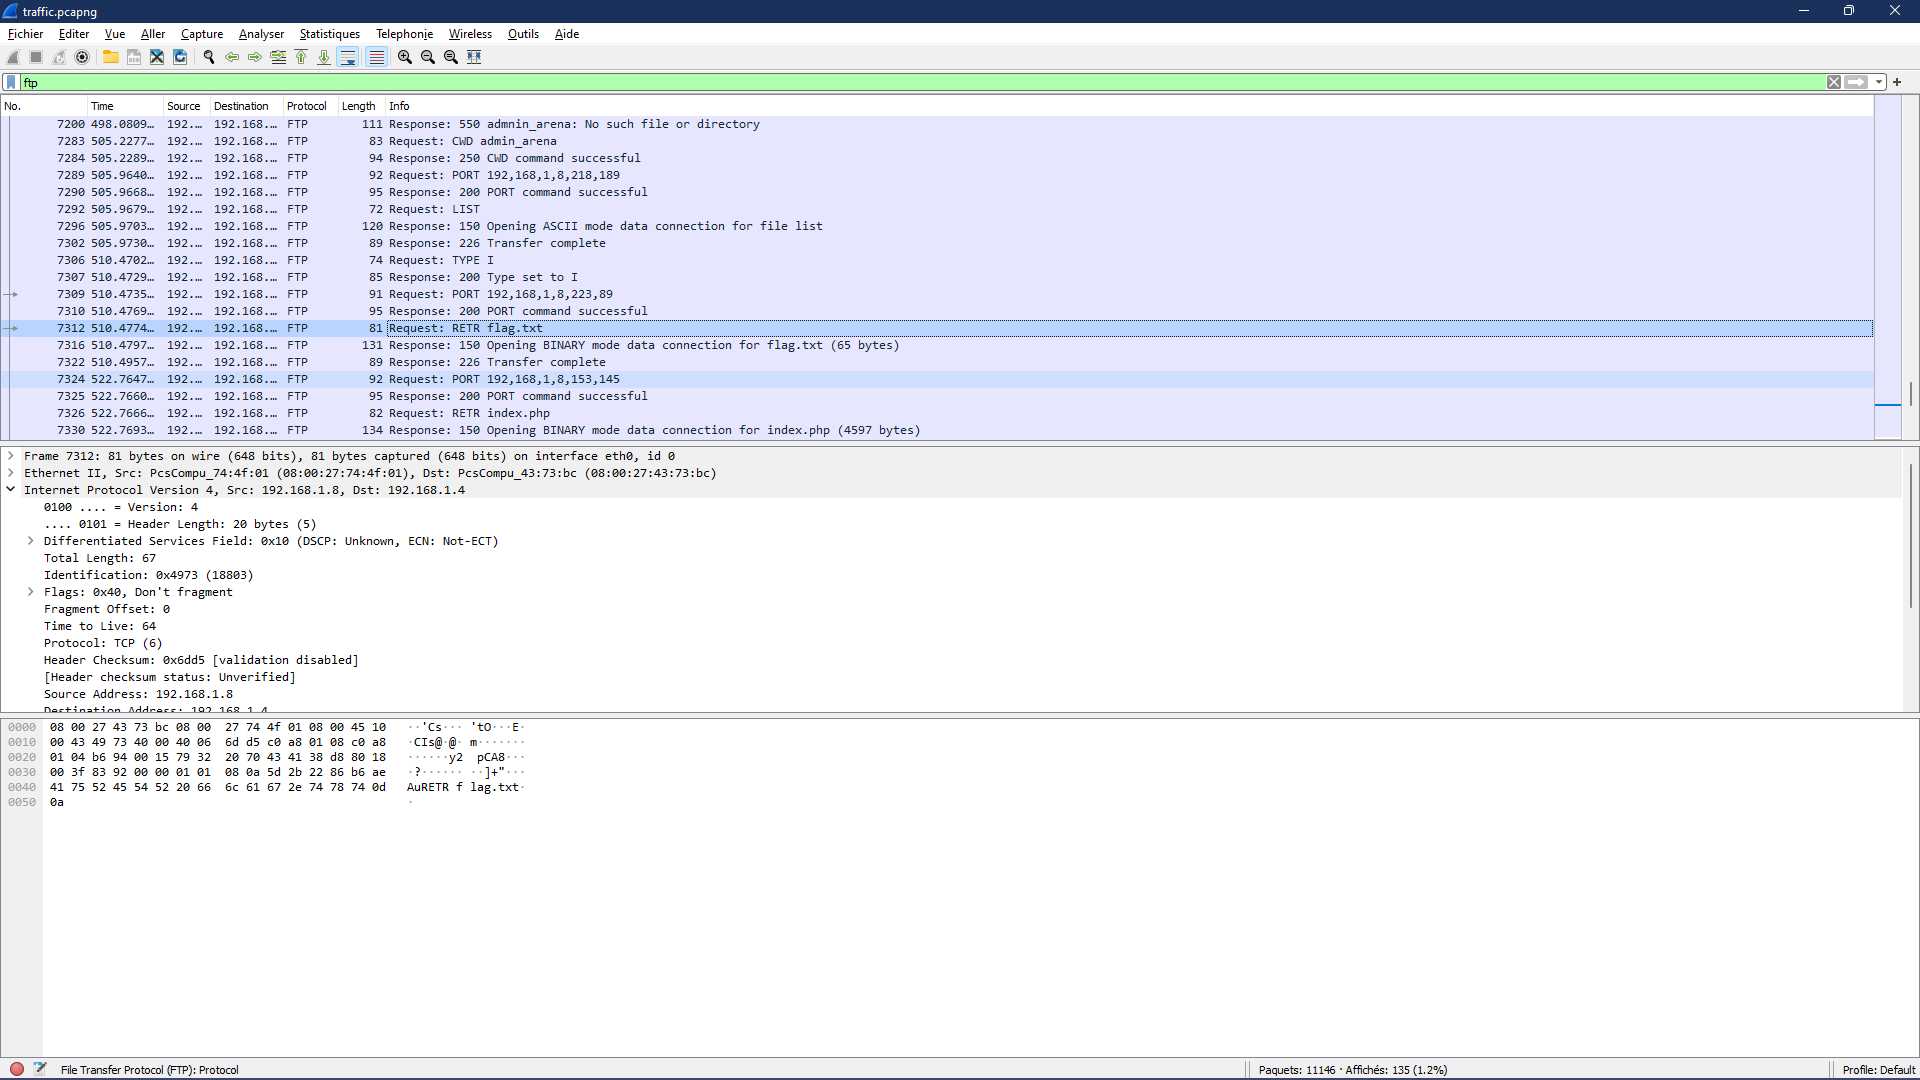 traffic.pcapng
Fichier Editer Vue Aller Capture Analyser Statistiques Telephonie Wireless Outils Aide
ftp
No. Time Source Destination Protocol Length Info
7200 498.0809… 192.… 192.168.… FTP 111 Response: 550 admnin_arena: No such file or directory
7283 505.2277… 192.… 192.168.… FTP 83 Request: CWD admin_arena
7284 505.2289… 192.… 192.168.… FTP 94 Response: 250 CWD command successful
7289 505.9640… 192.… 192.168.… FTP 92 Request: PORT 192,168,1,8,218,189
7290 505.9668… 192.… 192.168.… FTP 95 Response: 200 PORT command successful
7292 505.9679… 192.… 192.168.… FTP 72 Request: LIST
7296 505.9703… 192.… 192.168.… FTP 120 Response: 150 Opening ASCII mode data connection for file list
7302 505.9730… 192.… 192.168.… FTP 89 Response: 226 Transfer complete
7306 510.4702… 192.… 192.168.… FTP 74 Request: TYPE I
7307 510.4729… 192.… 192.168.… FTP 85 Response: 200 Type set to I
7309 510.4735… 192.… 192.168.… FTP 91 Request: PORT 192,168,1,8,223,89
7310 510.4769… 192.… 192.168.… FTP 95 Response: 200 PORT command successful
7312 510.4774… 192.… 192.168.… FTP 81 Request: RETR flag.txt
7316 510.4797… 192.… 192.168.… FTP 131 Response: 150 Opening BINARY mode data connection for flag.txt (65 bytes)
7322 510.4957… 192.… 192.168.… FTP 89 Response: 226 Transfer complete
7324 522.7647… 192.… 192.168.… FTP 92 Request: PORT 192,168,1,8,153,145
7325 522.7660… 192.… 192.168.… FTP 95 Response: 200 PORT command successful
7326 522.7666… 192.… 192.168.… FTP 82 Request: RETR index.php
7330 522.7693… 192.… 192.168.… FTP 134 Response: 150 Opening BINARY mode data connection for index.php (4597 bytes)
Frame 7312: 81 bytes on wire (648 bits), 81 bytes captured (648 bits) on interface eth0, id 0
Ethernet II, Src: PcsCompu_74:4f:01 (08:00:27:74:4f:01), Dst: PcsCompu_43:73:bc (08:00:27:43:73:bc)
Internet Protocol Version 4, Src: 192.168.1.8, Dst: 192.168.1.4
0100 .... = Version: 4
.... 0101 = Header Length: 20 bytes (5)
Differentiated Services Field: 0x10 (DSCP: Unknown, ECN: Not-ECT)
Total Length: 67
Identification: 0x4973 (18803)
Flags: 0x40, Don't fragment
Fragment Offset: 0
Time to Live: 64
Protocol: TCP (6)
Header Checksum: 0x6dd5 [validation disabled]
[Header checksum status: Unverified]
Source Address: 192.168.1.8
Destination Address: 192.168.1.4
0000 08 00 27 43 73 bc 08 00 27 74 4f 01 08 00 45 10 ··'Cs··· 'tO···E·
0010 00 43 49 73 40 00 40 06 6d d5 c0 a8 01 08 c0 a8 ·CIs@·@· m·······
0020 01 04 b6 94 00 15 79 32 20 70 43 41 38 d8 80 18 ······y2 pCA8···
0030 00 3f 83 92 00 00 01 01 08 0a 5d 2b 22 86 b6 ae ·?······ ··]+"···
0040 41 75 52 45 54 52 20 66 6c 61 67 2e 74 78 74 0d AuRETR f lag.txt·
0050 0a ·
File Transfer Protocol (FTP): Protocol Paquets: 11146 · Affichés: 135 (1.2%) Profile: Default